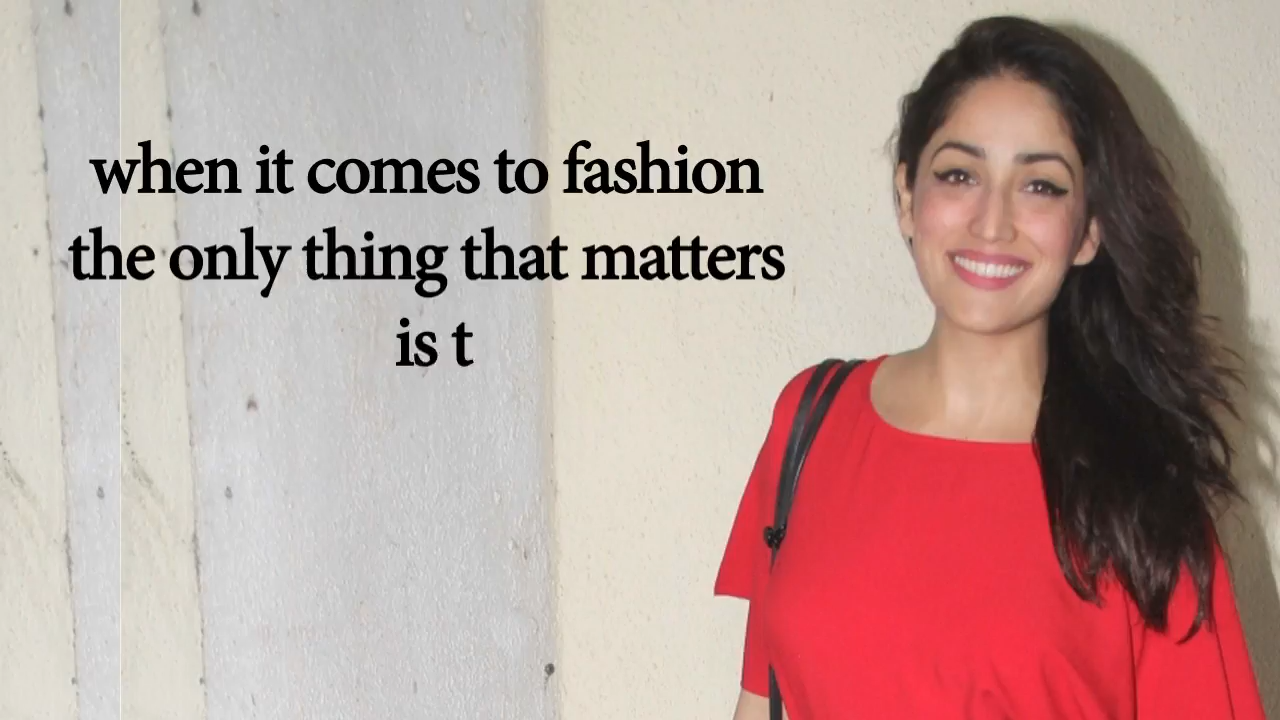 when it comes to fashion
the only thing that matters
is t